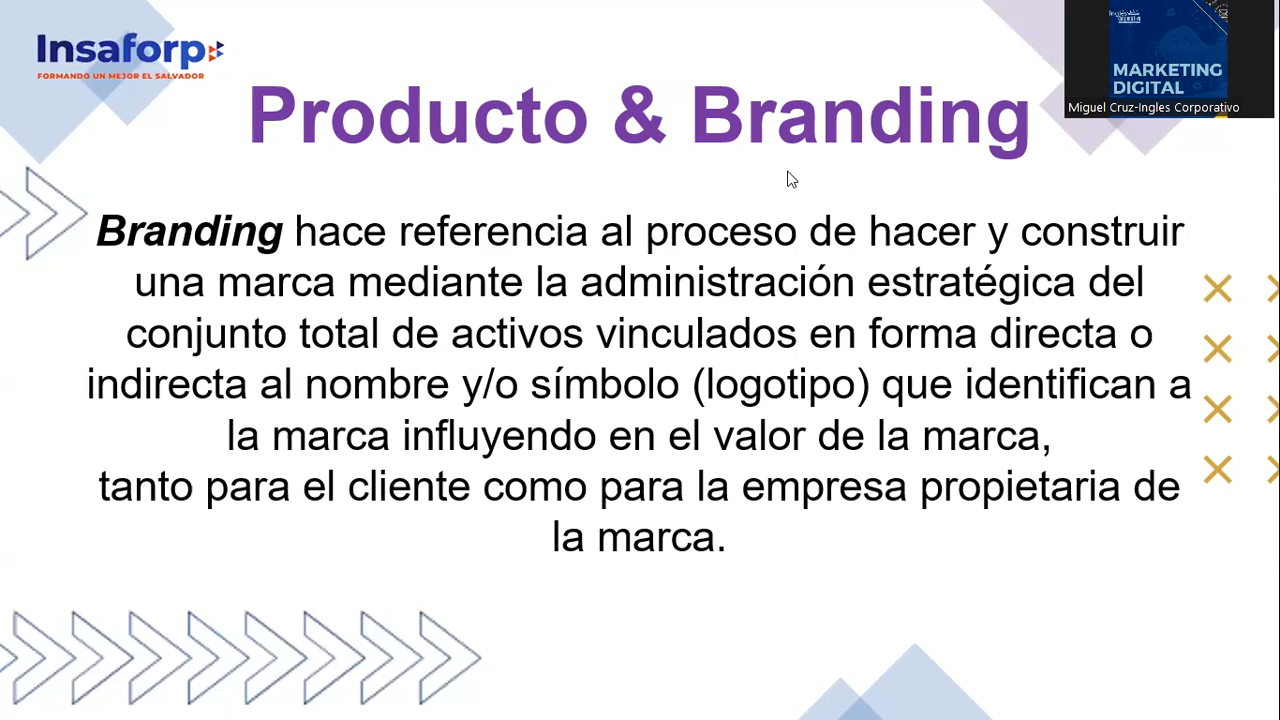 Insaforp
FORMANDO UN MEJOR EL SALVADOR
MARKETING
DIGITAL
Miguel Cruz-Ingles Corporativo
Producto & Branding
Branding hace referencia al proceso de hacer y construir
una marca mediante la administración estratégica del
conjunto total de activos vinculados en forma directa o
indirecta al nombre y/o símbolo (logotipo) que identifican a
la marca influyendo en el valor de la marca,
tanto para el cliente como para la empresa propietaria de
la marca.